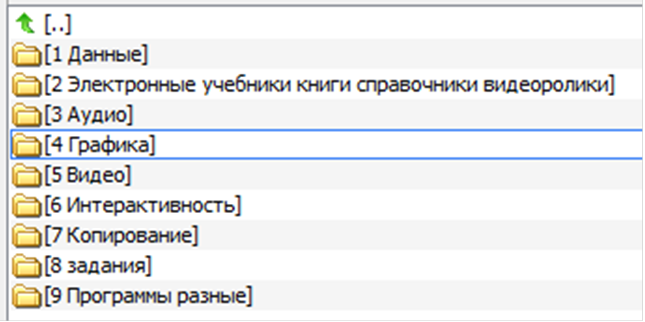 [..]
[1 Данные]
[2 Электронные учебники книги справочники видеоролики]
[3 Аудио]
[4 Графика]
[5 Видео]
[6 Интерактивность]
[7 Копирование]
[8 задания]
[9 Программы разные]